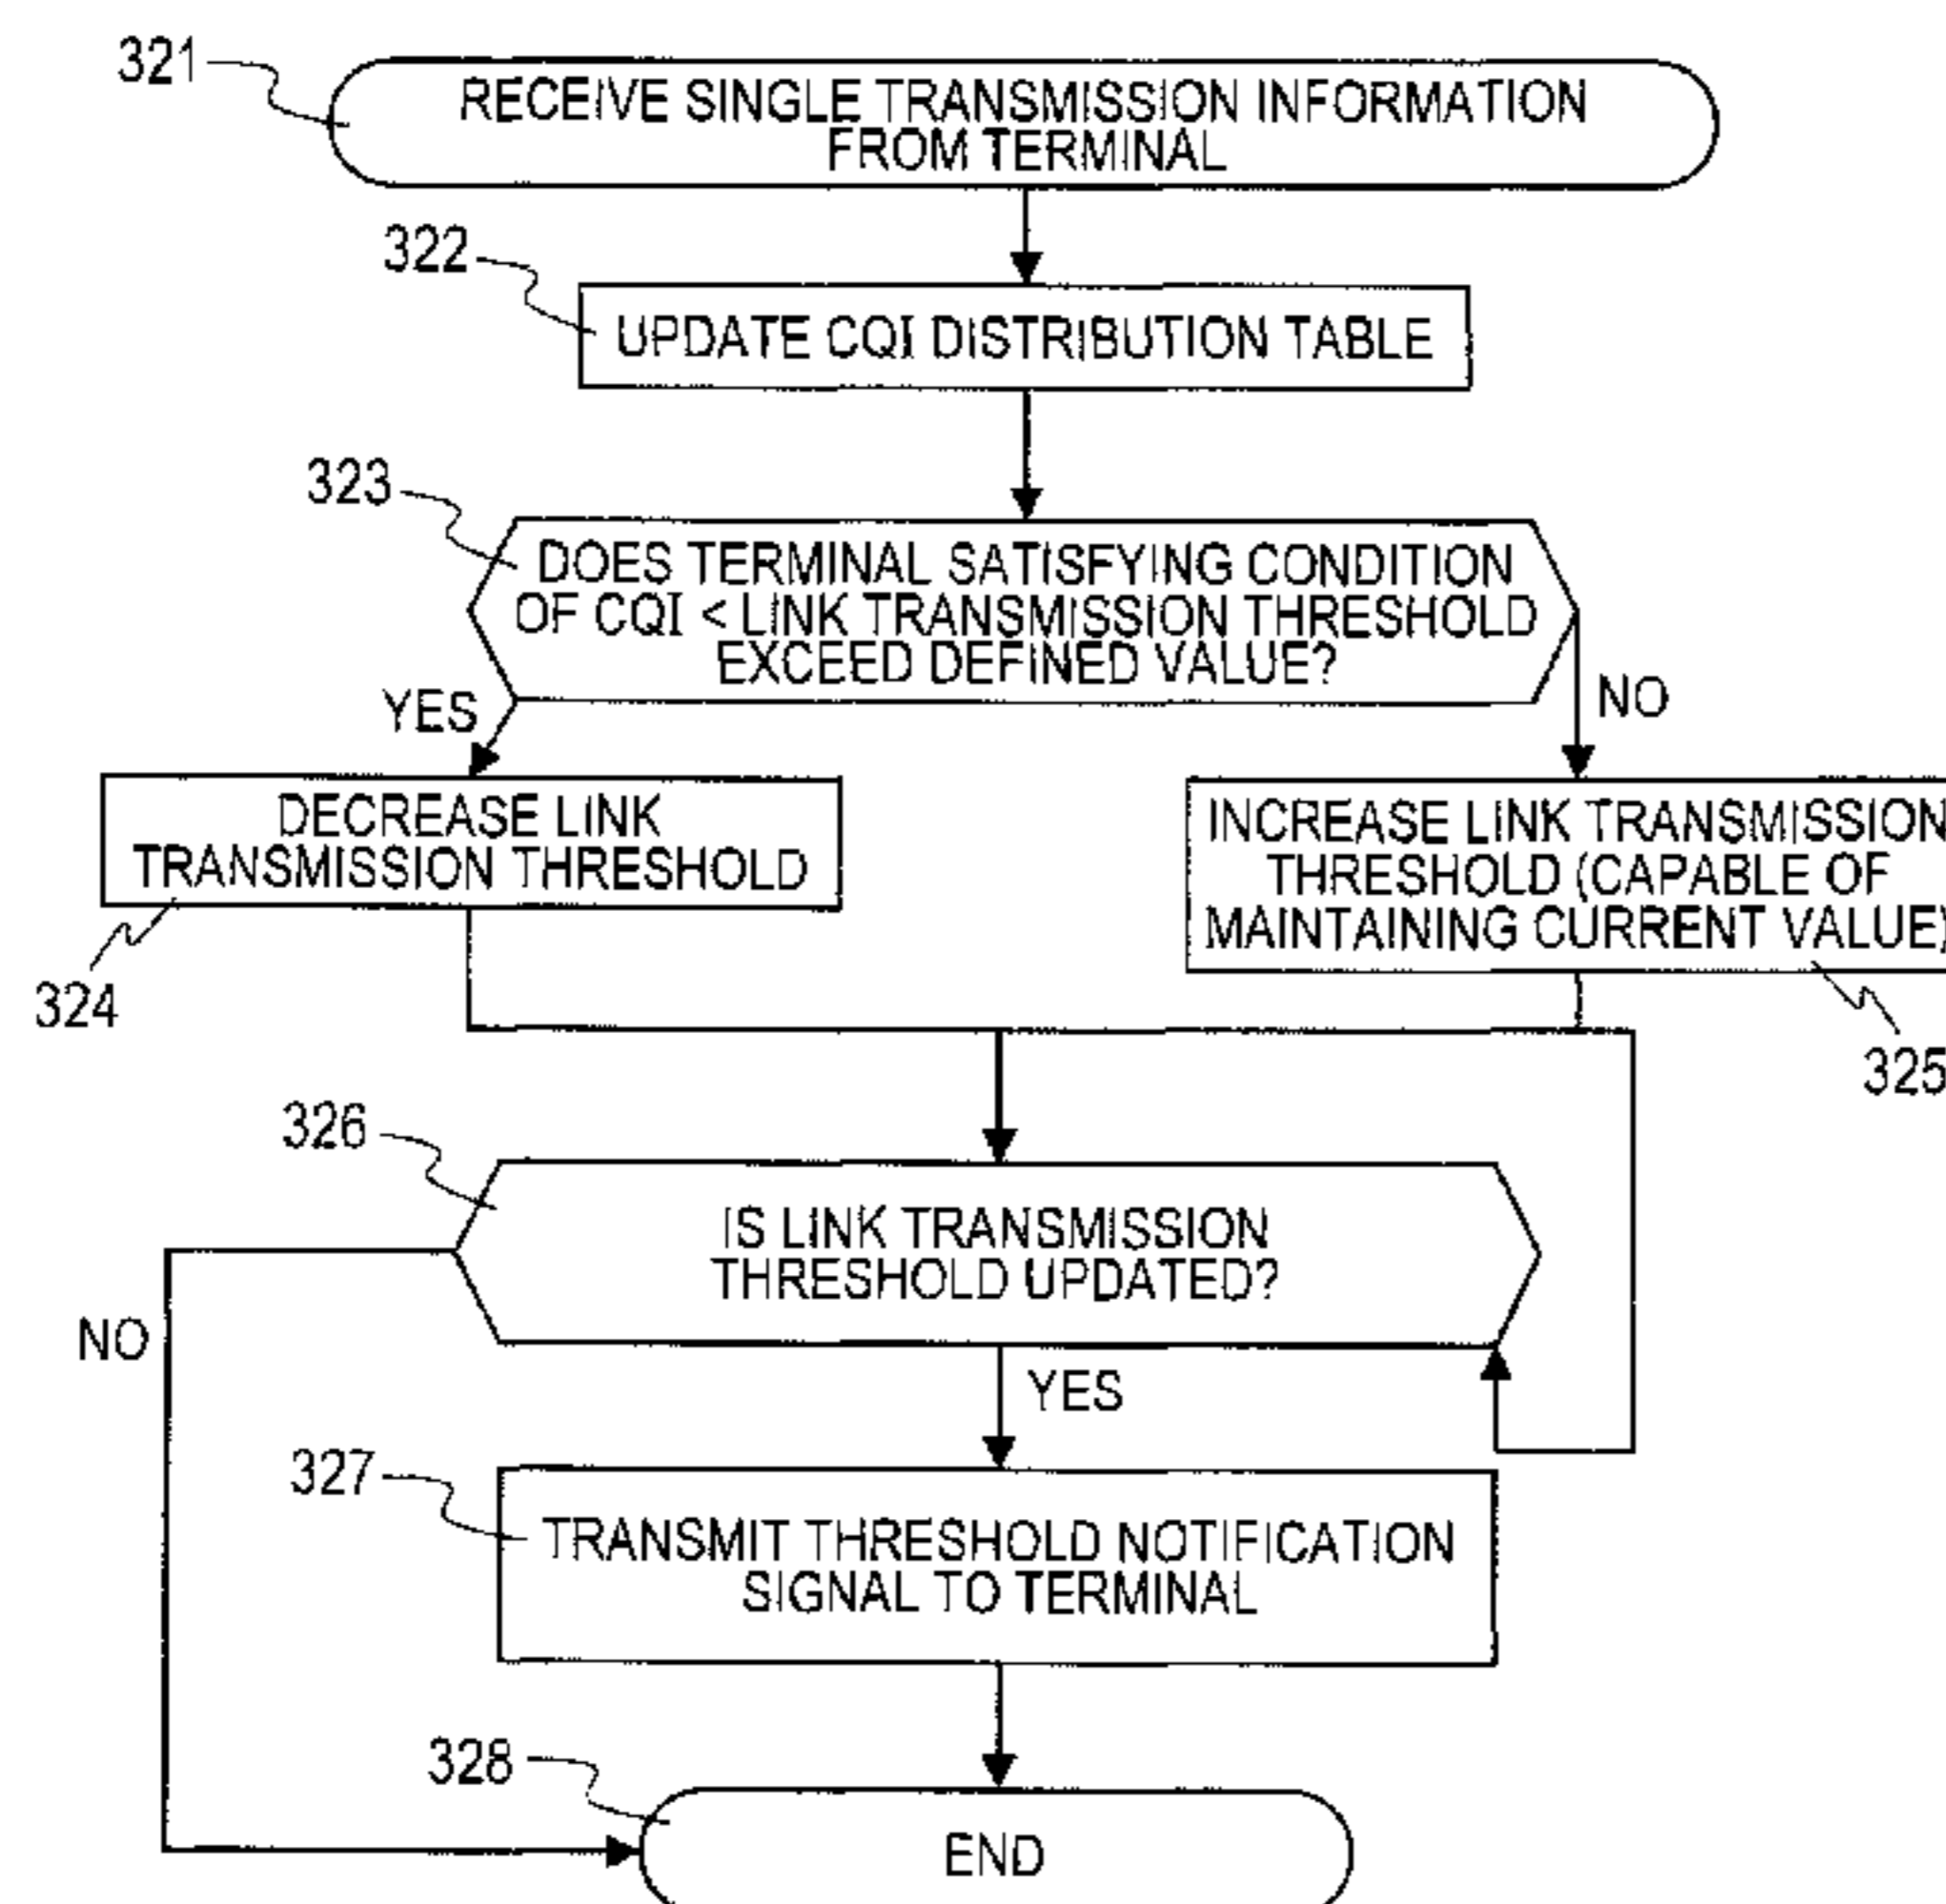 321
RECEIVE SINGLE TRANSMISSION INFORMATION
FROM TERMINAL
322
UPDATE CQI DISTRIBUTION TABLE
323
DOES TERMINAL SATISFYING CONDITION
OF CQI < LINK TRANSMISSION THRESHOLD
EXCEED DEFINED VALUE?
YES
NO
DECREASE LINK
TRANSMISSION THRESHOLD
324
INCREASE LINK TRANSMISSION
THRESHOLD (CAPABLE OF
MAINTAINING CURRENT VALUE)
325
326
IS LINK TRANSMISSION
THRESHOLD UPDATED?
NO
YES
327
TRANSMIT THRESHOLD NOTIFICATION
SIGNAL TO TERMINAL
328
END